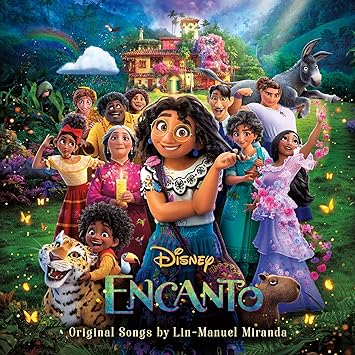 Disney
ENCANTO
Original Songs by Lin-Manuel Miranda